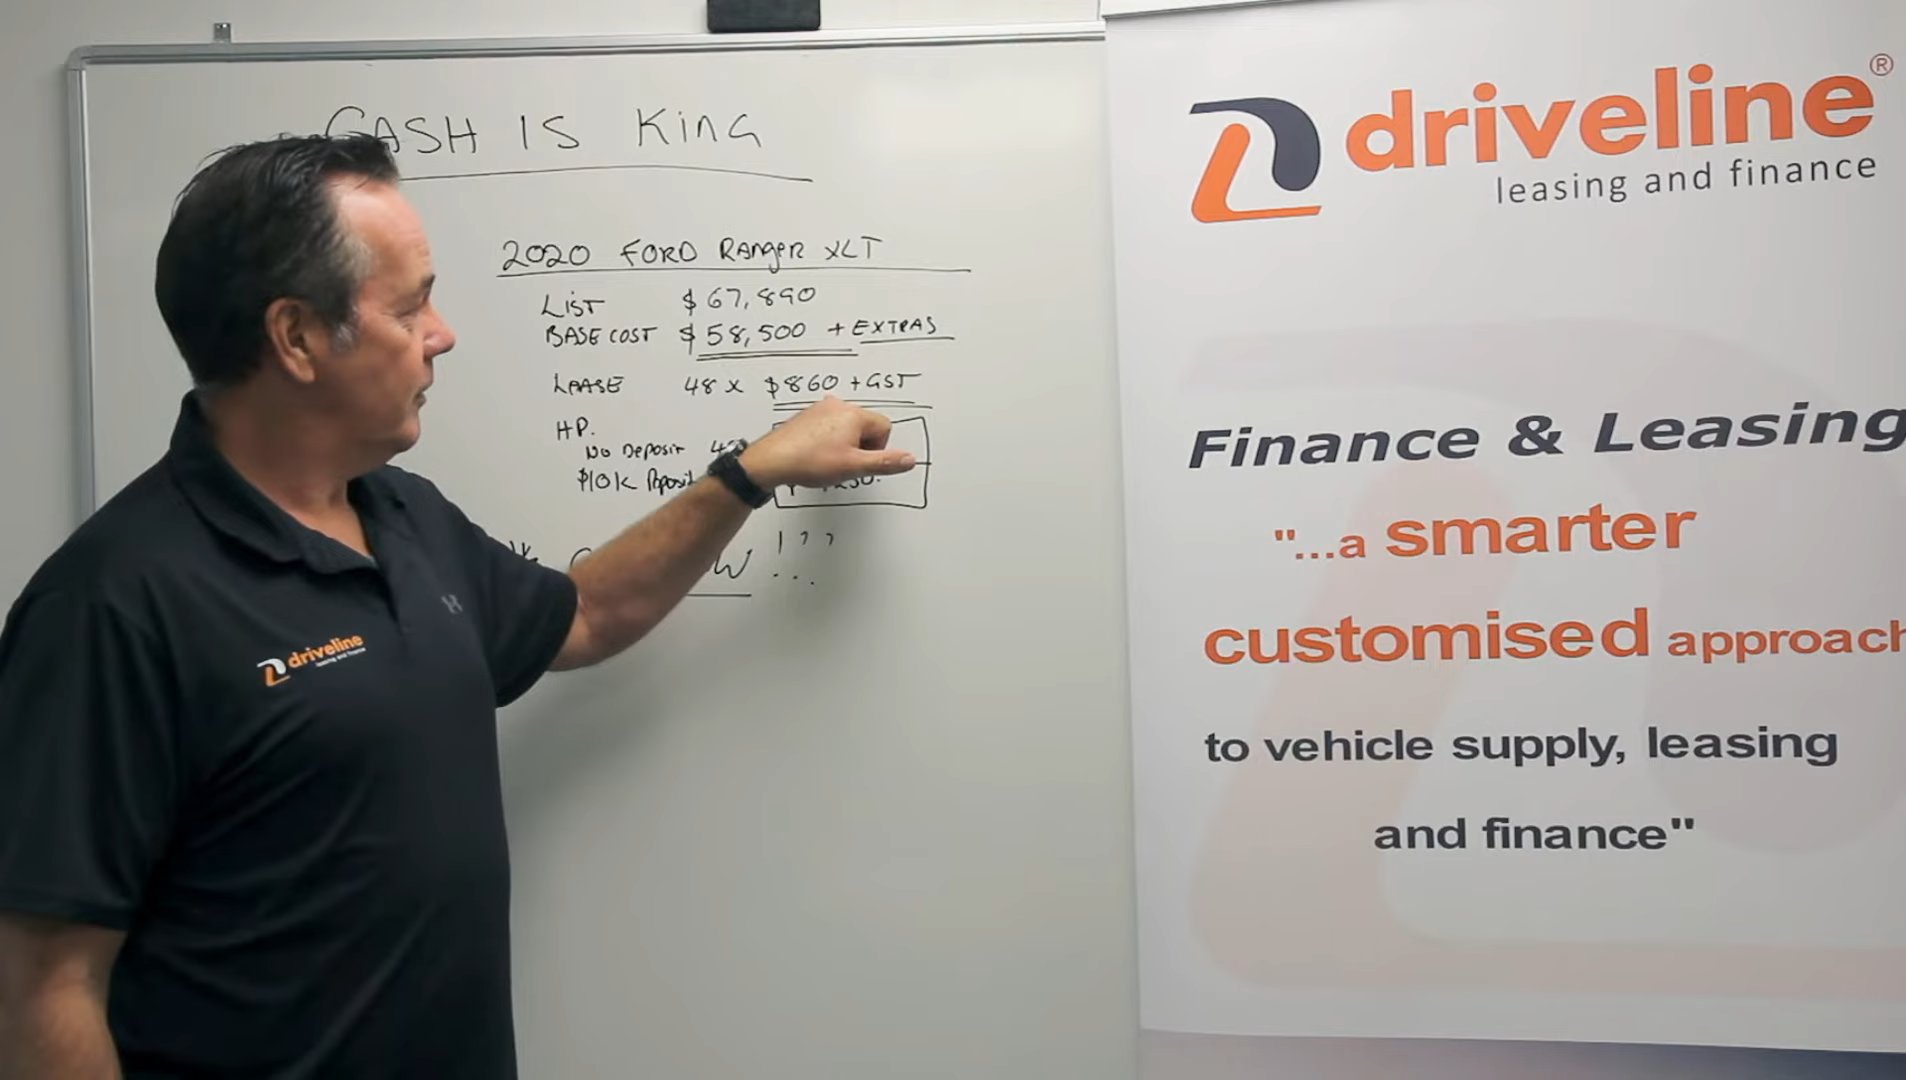 CASH IS KING
2020 FORD RANGER XLT
LIST $67,890
BASE COST $58,500 + EXTRAS
LAASE 48 x $860 + GST
HP.
NO DEPOSIT
$10K DEPOSIT
! ? ?
driveline®
leasing and finance
Finance & Leasing
"...a smarter
customised approach
to vehicle supply, leasing
and finance"
driveline
leasing and finance